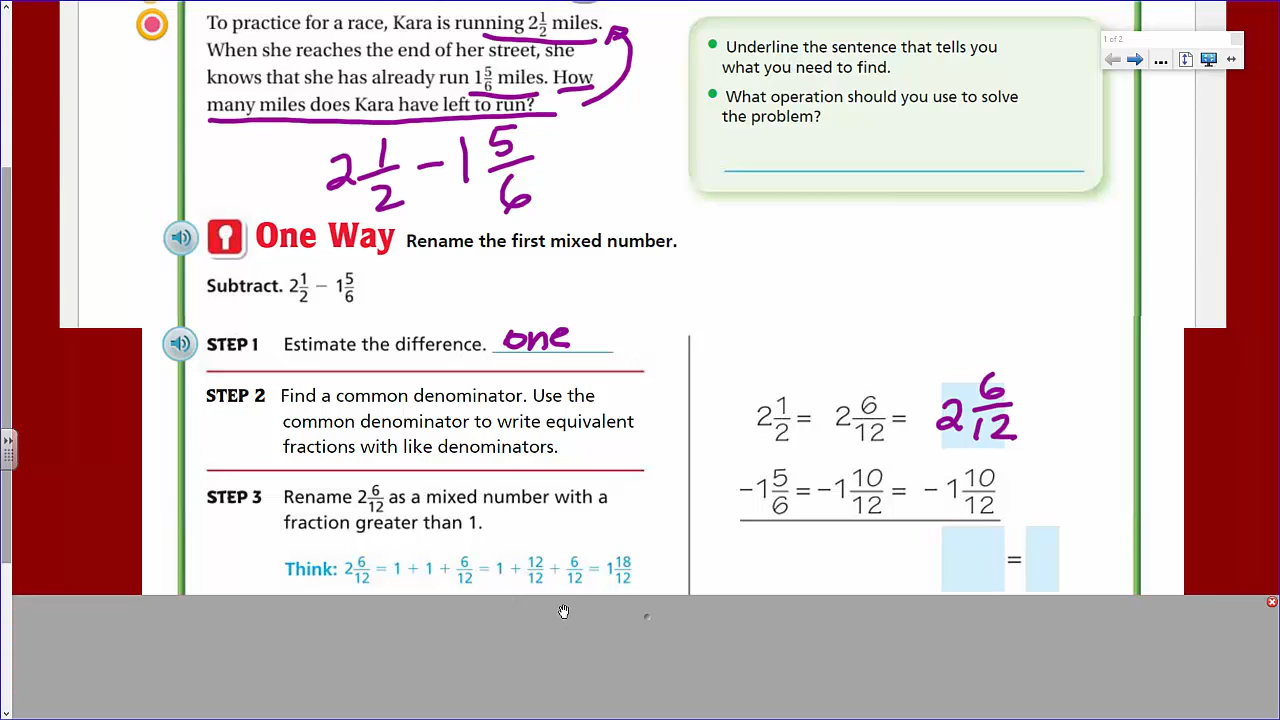 To practice for a race, Kara is running 2 1/2 miles.
When she reaches the end of her street, she
knows that she has already run 1 5/6 miles. How
many miles does Kara have left to run?
2 1/2 - 1 5/6
• Underline the sentence that tells you
what you need to find.
• What operation should you use to solve
the problem?
1 of 2
One Way Rename the first mixed number.
Subtract. 2 1/2 − 1 5/6
STEP 1 Estimate the difference. one
STEP 2 Find a common denominator. Use the
common denominator to write equivalent
fractions with like denominators.
STEP 3 Rename 2 6/12 as a mixed number with a
fraction greater than 1.
Think: 2 6/12 = 1 + 1 + 6/12 = 1 + 12/12 + 6/12 = 1 18/12
2 1/2 = 2 6/12 = 2 6/12
−1 5/6 = −1 10/12 = − 1 10/12
=